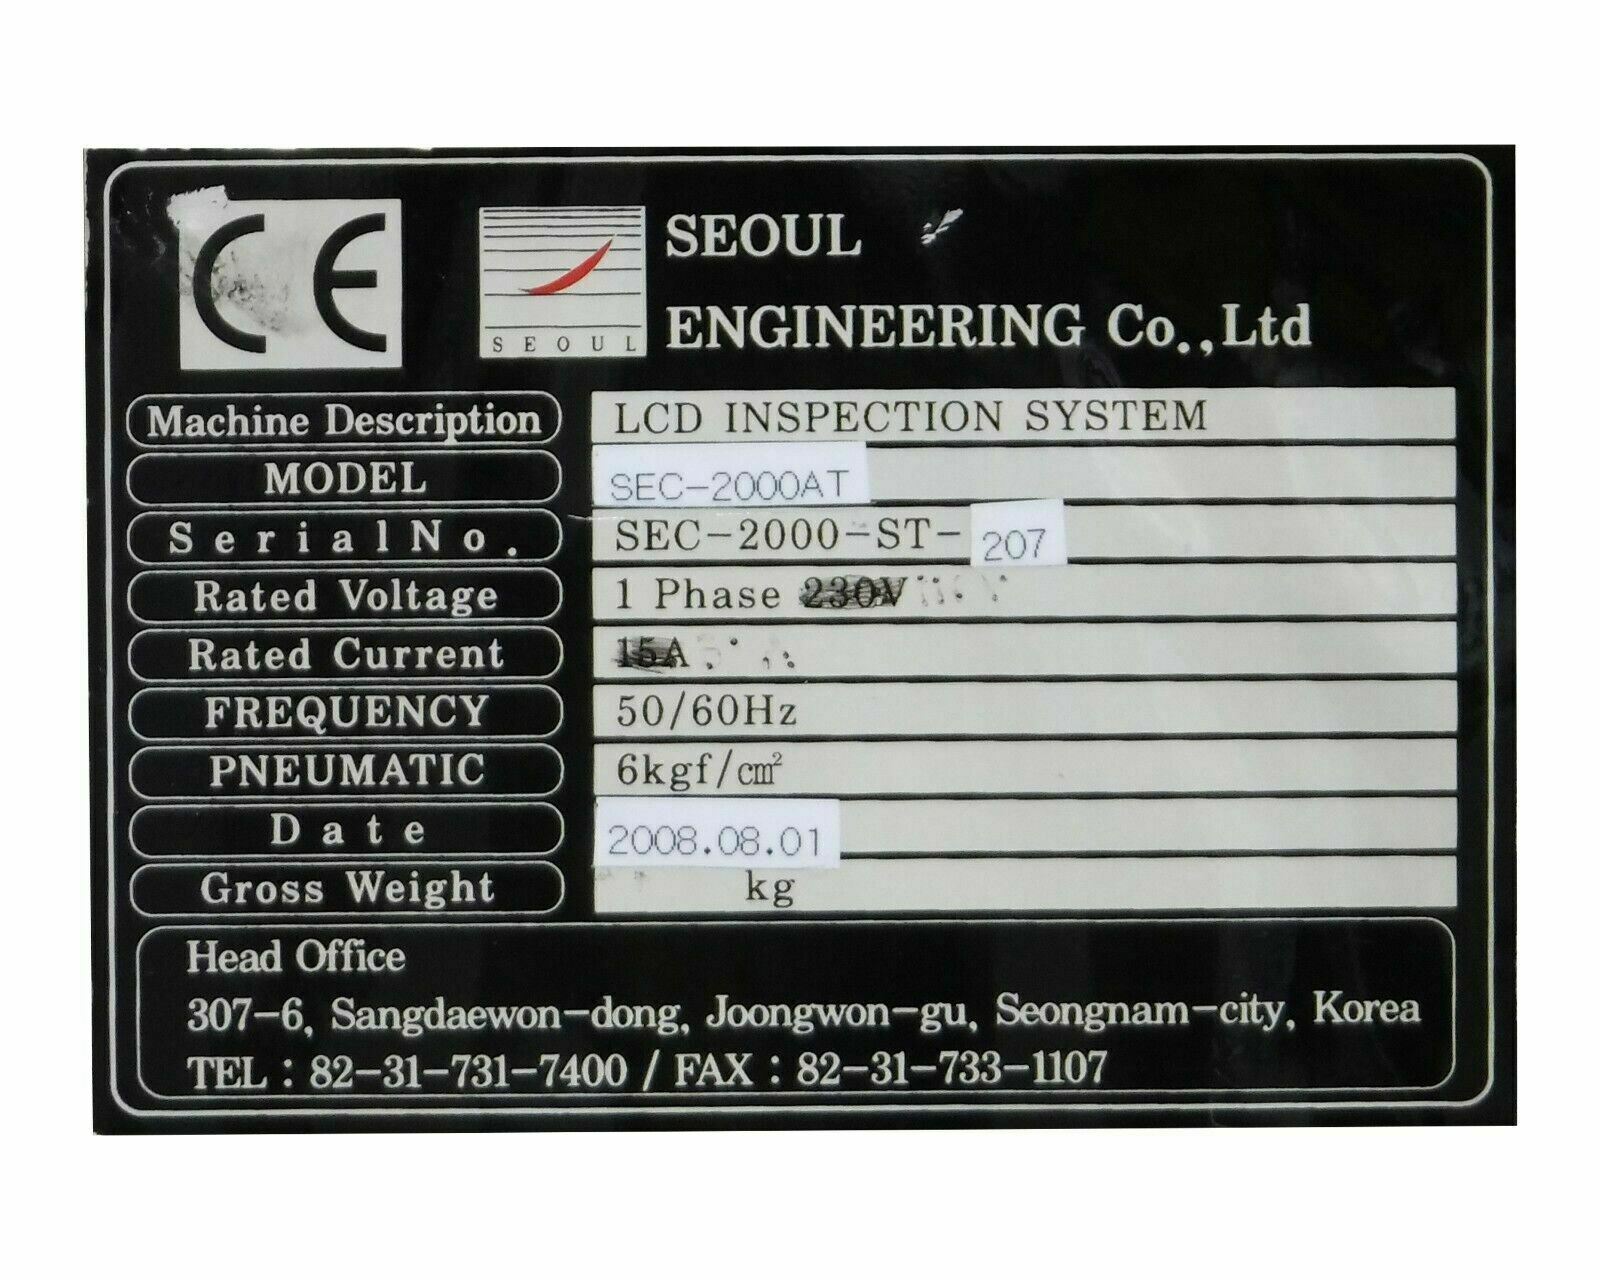 CE
SEOUL
SEOUL
ENGINEERING Co.,Ltd
Machine Description LCD INSPECTION SYSTEM
MODEL SEC-2000AT
Serial No. SEC-2000-ST-207
Rated Voltage 1 Phase 230V
Rated Current 15A
FREQUENCY 50/60Hz
PNEUMATIC 6kgf/cm²
Date 2008.08.01
Gross Weight kg
Head Office
307-6, Sangdaewon-dong, Joongwon-gu, Seongnam-city, Korea
TEL : 82-31-731-7400 / FAX : 82-31-733-1107